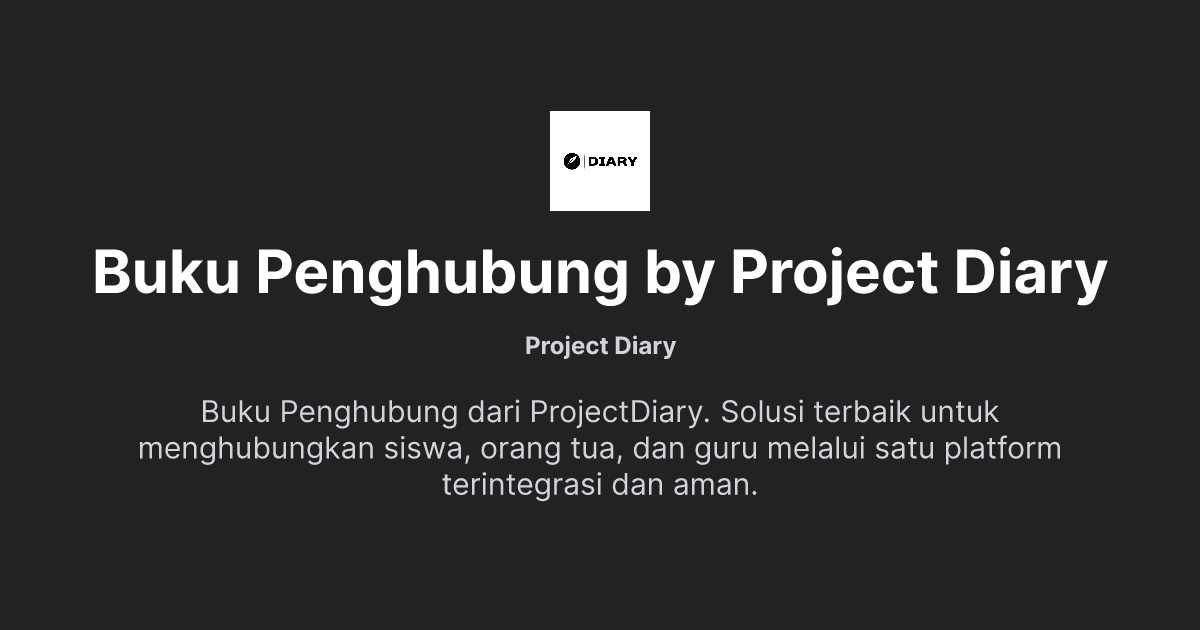 DIARY
Buku Penghubung by Project Diary
Project Diary
Buku Penghubung dari ProjectDiary. Solusi terbaik untuk
menghubungkan siswa, orang tua, dan guru melalui satu platform
terintegrasi dan aman.